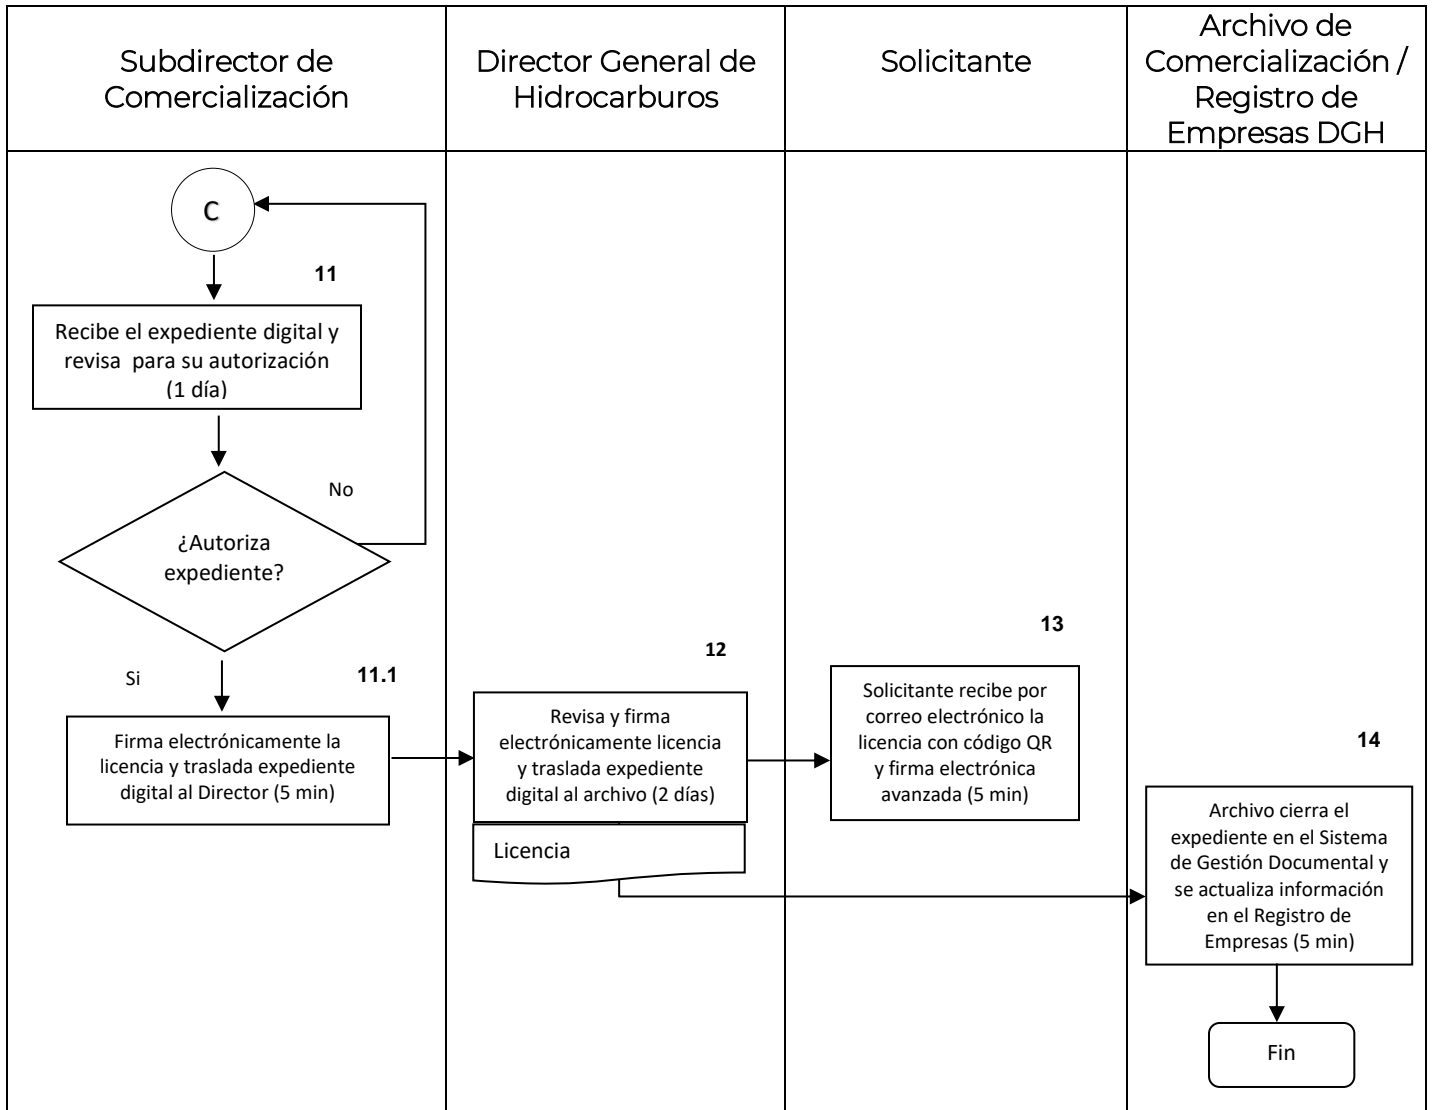 Subdirector de
Comercialización
Director General de
Hidrocarburos
Solicitante
Archivo de
Comercialización /
Registro de
Empresas DGH
C
11
Recibe el expediente digital y
revisa para su autorización
(1 día)
No
¿Autoriza
expediente?
Si
11.1
Firma electrónicamente la
licencia y traslada expediente
digital al Director (5 min)
12
Revisa y firma
electrónicamente licencia
y traslada expediente
digital al archivo (2 días)
Licencia
13
Solicitante recibe por
correo electrónico la
licencia con código QR
y firma electrónica
avanzada (5 min)
14
Archivo cierra el
expediente en el Sistema
de Gestión Documental y
se actualiza información
en el Registro de
Empresas (5 min)
Fin